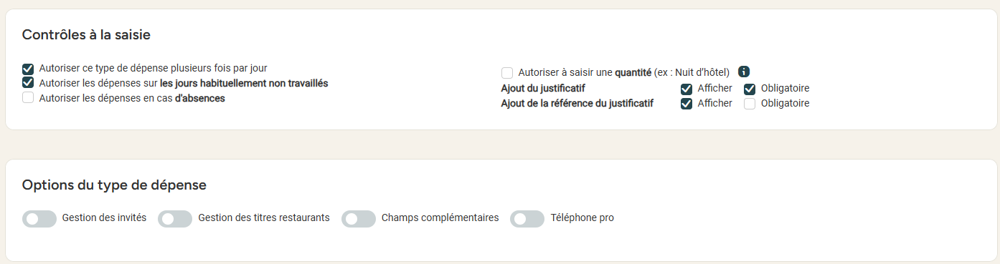 Contrôles à la saisie
Autoriser ce type de dépense plusieurs fois par jour
Autoriser les dépenses sur les jours habituellement non travaillés
Autoriser les dépenses en cas d'absences
Autoriser à saisir une quantité (ex : Nuit d’hôtel)
Ajout du justificatif Afficher Obligatoire
Ajout de la référence du justificatif Afficher Obligatoire
Options du type de dépense
Gestion des invités Gestion des titres restaurants Champs complémentaires Téléphone pro